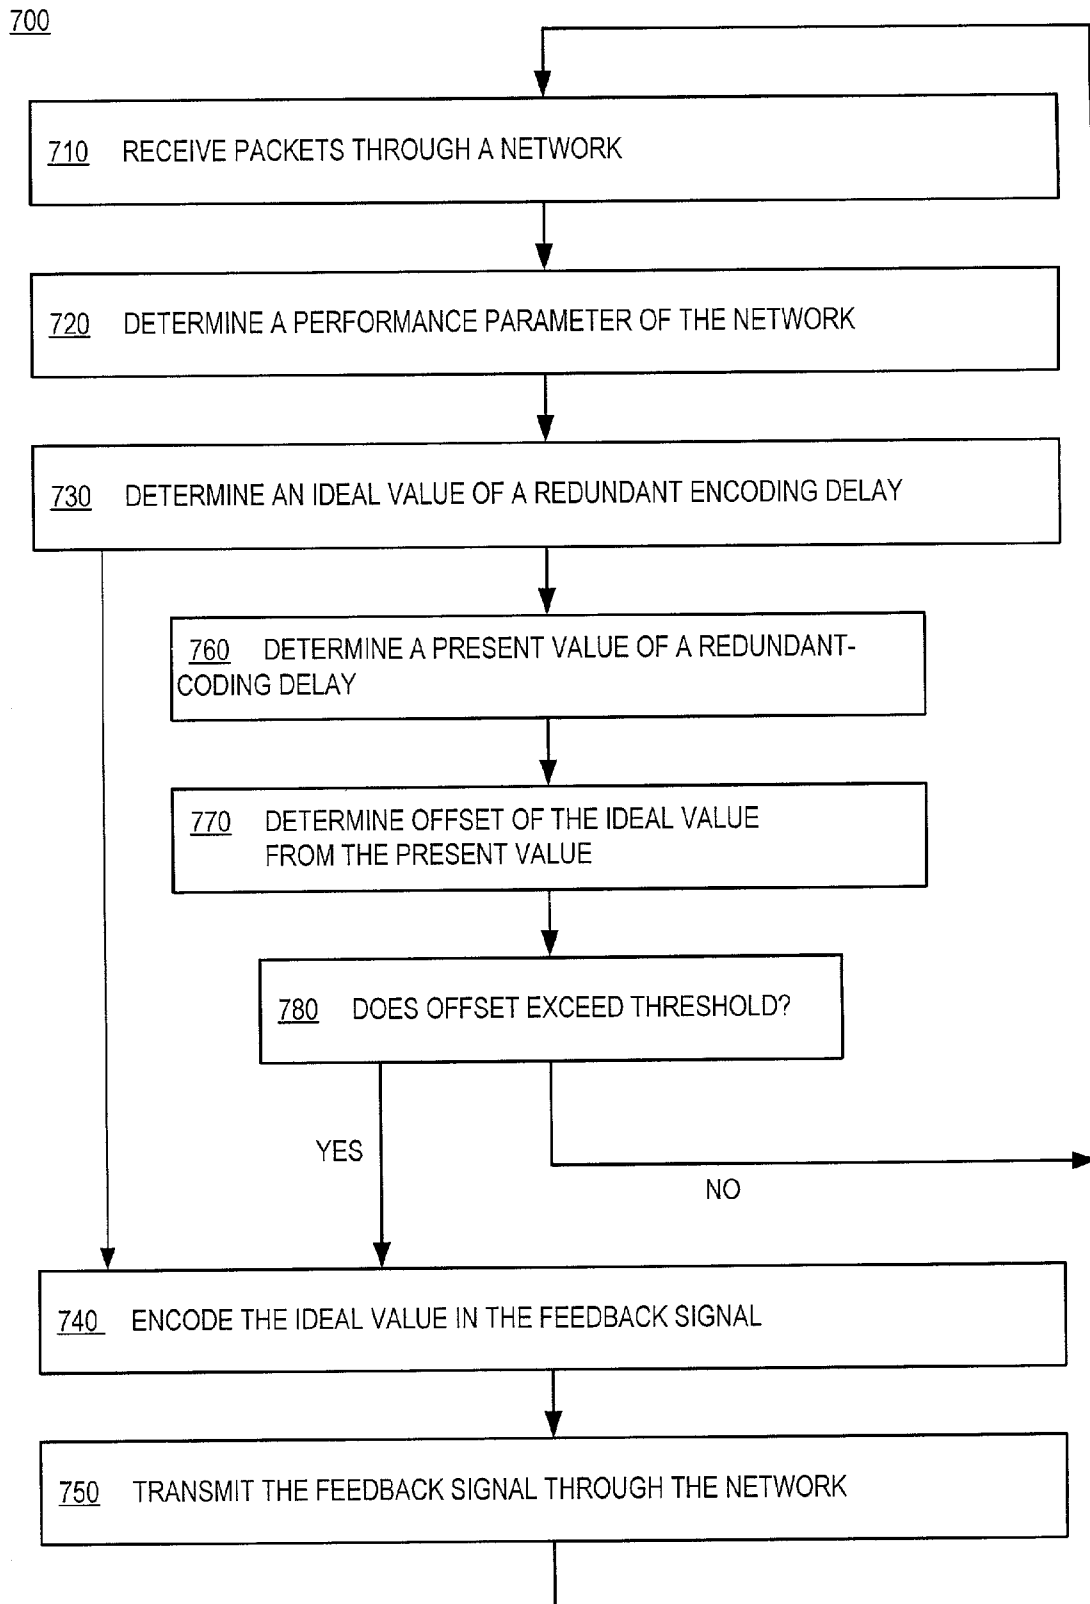 700
710 RECEIVE PACKETS THROUGH A NETWORK
720 DETERMINE A PERFORMANCE PARAMETER OF THE NETWORK
730 DETERMINE AN IDEAL VALUE OF A REDUNDANT ENCODING DELAY
760 DETERMINE A PRESENT VALUE OF A REDUNDANT-
CODING DELAY
770 DETERMINE OFFSET OF THE IDEAL VALUE
FROM THE PRESENT VALUE
780 DOES OFFSET EXCEED THRESHOLD?
YES
NO
740 ENCODE THE IDEAL VALUE IN THE FEEDBACK SIGNAL
750 TRANSMIT THE FEEDBACK SIGNAL THROUGH THE NETWORK